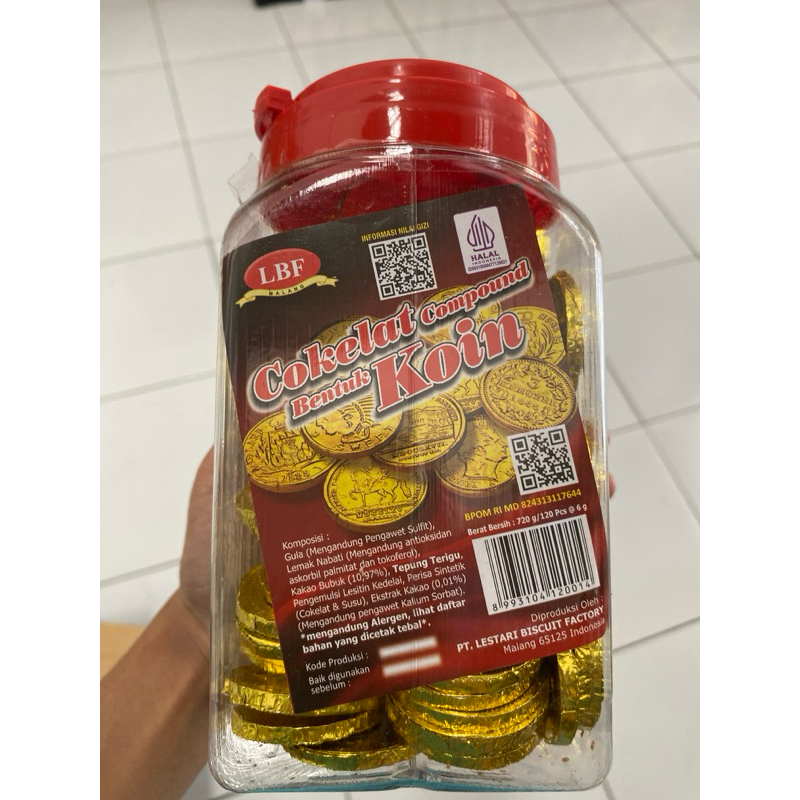 INFORMASI NILAI GIZI
LBF
MALANG
HALAL
INDONESIA
Cokelat Compound
Bentuk Koin
BPOM RI MD 824313117644
Berat Bersih : 720 g/120 Pcs @ 6 g
Komposisi :
Gula (Mengandung Pengawet Sulfit),
Lemak Nabati (Mengandung antioksidan
askorbil palmitat dan tokoferol),
Kakao Bubuk (10,97%), Tepung Terigu,
Pengemulsi Lesitin Kedelai, Perisa Sintetik
(Cokelat & Susu), Ekstrak Kakao (0,01%)
(Mengandung pengawet Kalium Sorbat).
*mengandung Alergen, lihat daftar
bahan yang dicetak tebal*.
Kode Produksi :
Baik digunakan
sebelum :
8 993104 120014
Diproduksi Oleh :
PT. LESTARI BISCUIT FACTORY
Malang 65125 Indonesia